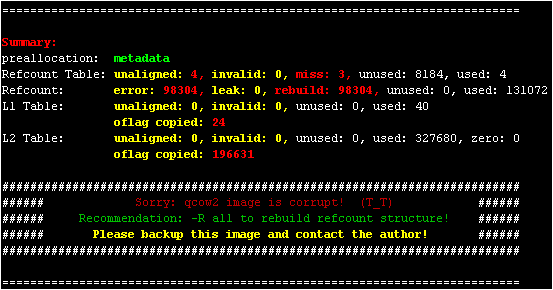 ================================================================
Summary:
preallocation: metadata
Refcount Table: unaligned: 4, invalid: 0, miss: 3, unused: 8184, used: 4
Refcount: error: 98304, leak: 0, rebuild: 98304, unused: 0, used: 131072
L1 Table: unaligned: 0, invalid: 0, unused: 0, used: 40
oflag copied: 24
L2 Table: unaligned: 0, invalid: 0, unused: 0, used: 327680, zero: 0
oflag copied: 196631
################################################################
###### Sorry: qcow2 image is corrupt! (T_T) ######
###### Recommendation: -R all to rebuild refcount structure! ######
###### Please backup this image and contact the author! ######
################################################################
================================================================